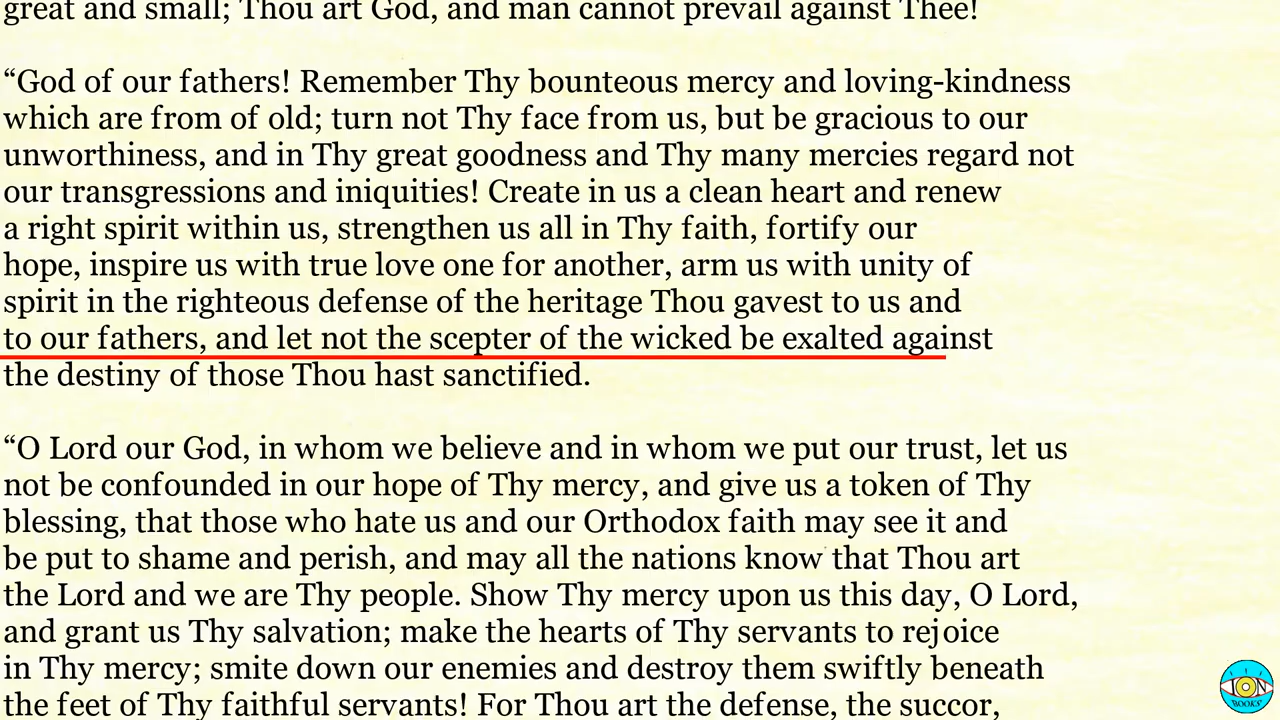 great and small; Thou art God, and man cannot prevail against Thee!
“God of our fathers! Remember Thy bounteous mercy and loving-kindness
which are from of old; turn not Thy face from us, but be gracious to our
unworthiness, and in Thy great goodness and Thy many mercies regard not
our transgressions and iniquities! Create in us a clean heart and renew
a right spirit within us, strengthen us all in Thy faith, fortify our
hope, inspire us with true love one for another, arm us with unity of
spirit in the righteous defense of the heritage Thou gavest to us and
to our fathers, and let not the scepter of the wicked be exalted against
the destiny of those Thou hast sanctified.
“O Lord our God, in whom we believe and in whom we put our trust, let us
not be confounded in our hope of Thy mercy, and give us a token of Thy
blessing, that those who hate us and our Orthodox faith may see it and
be put to shame and perish, and may all the nations know that Thou art
the Lord and we are Thy people. Show Thy mercy upon us this day, O Lord,
and grant us Thy salvation; make the hearts of Thy servants to rejoice
in Thy mercy; smite down our enemies and destroy them swiftly beneath
the feet of Thy faithful servants! For Thou art the defense, the succor,
ION
BOOKS